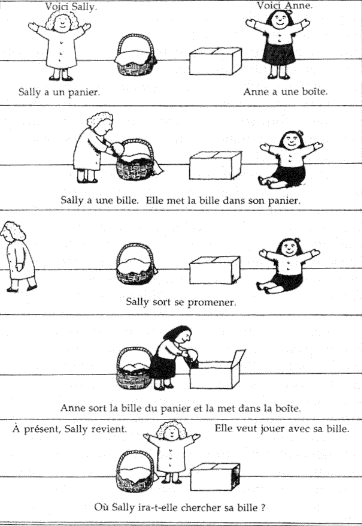 Voici Sally. Voici Anne.
Sally a un panier. Anne a une boîte.
Sally a une bille. Elle met la bille dans son panier.
Sally sort se promener.
Anne sort la bille du panier et la met dans la boîte.
À présent, Sally revient. Elle veut jouer avec sa bille.
Où Sally ira-t-elle chercher sa bille ?